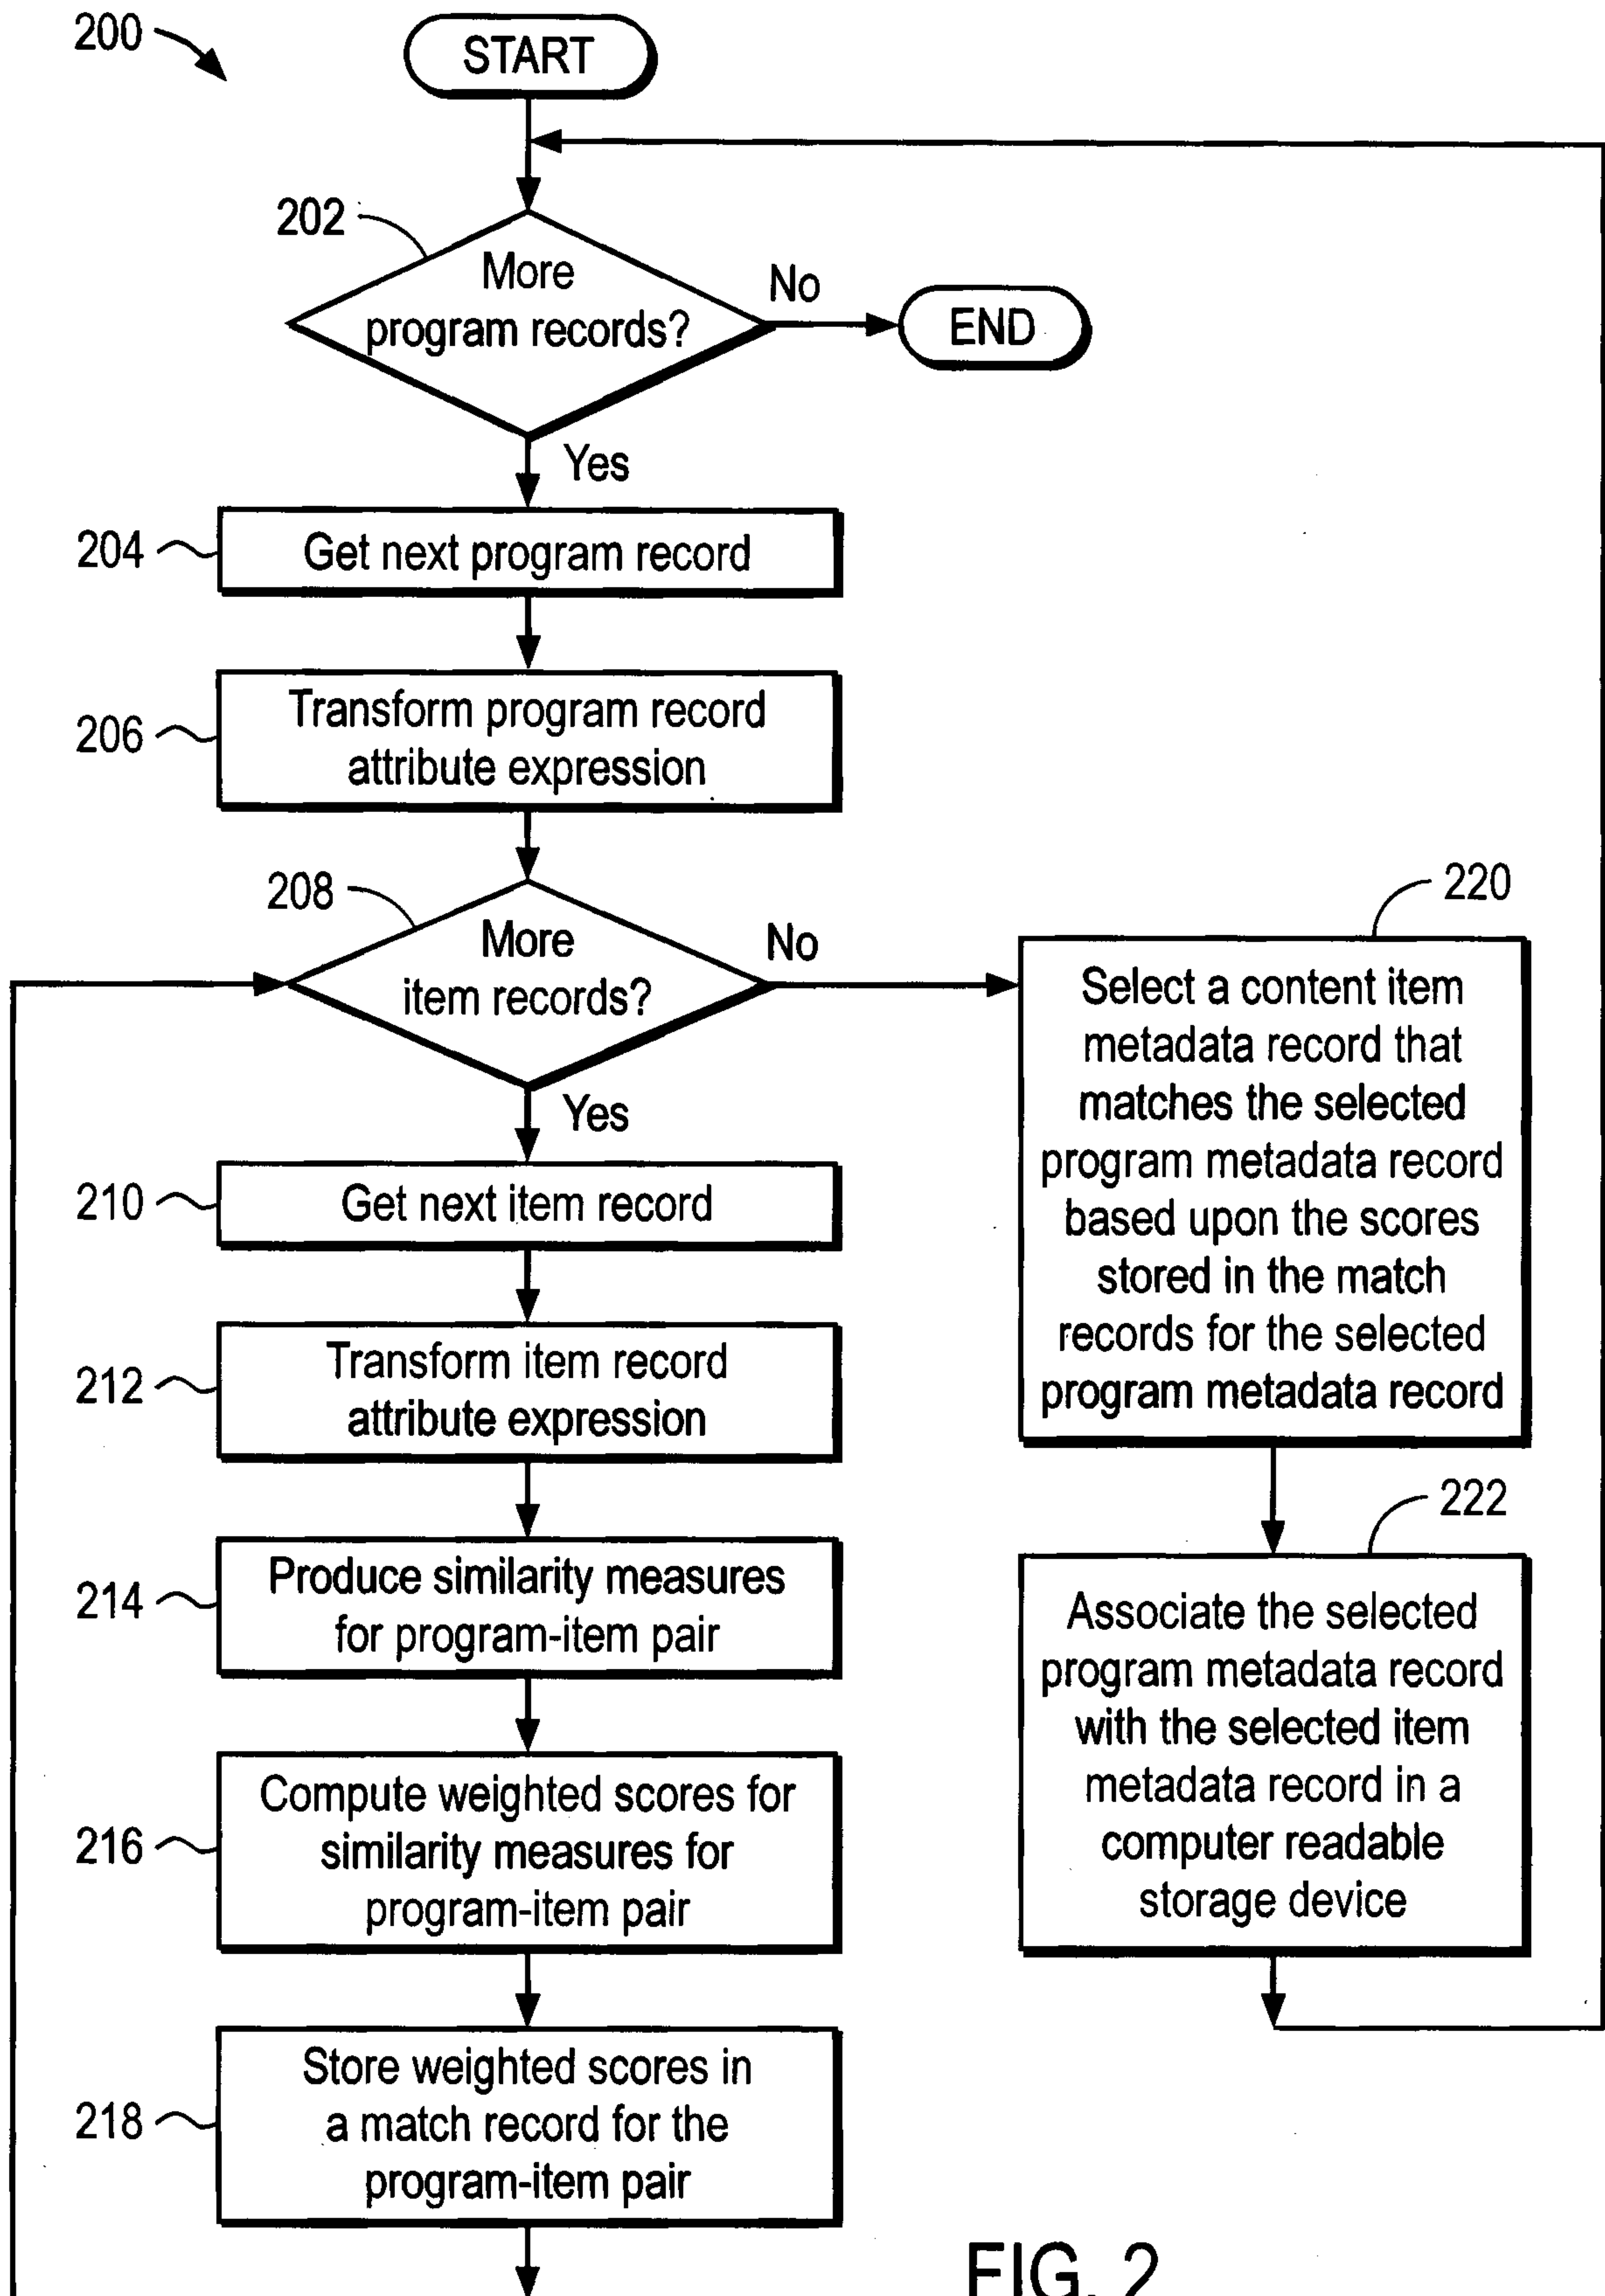 200
START
202
More
program records?
No
END
Yes
204
Get next program record
206
Transform program record
attribute expression
208
More
item records?
No
Yes
210
Get next item record
212
Transform item record
attribute expression
214
Produce similarity measures
for program-item pair
216
Compute weighted scores for
similarity measures for
program-item pair
218
Store weighted scores in
a match record for the
program-item pair
220
Select a content item
metadata record that
matches the selected
program metadata record
based upon the scores
stored in the match
records for the selected
program metadata record
222
Associate the selected
program metadata record
with the selected item
metadata record in a
computer readable
storage device
FIG. 2